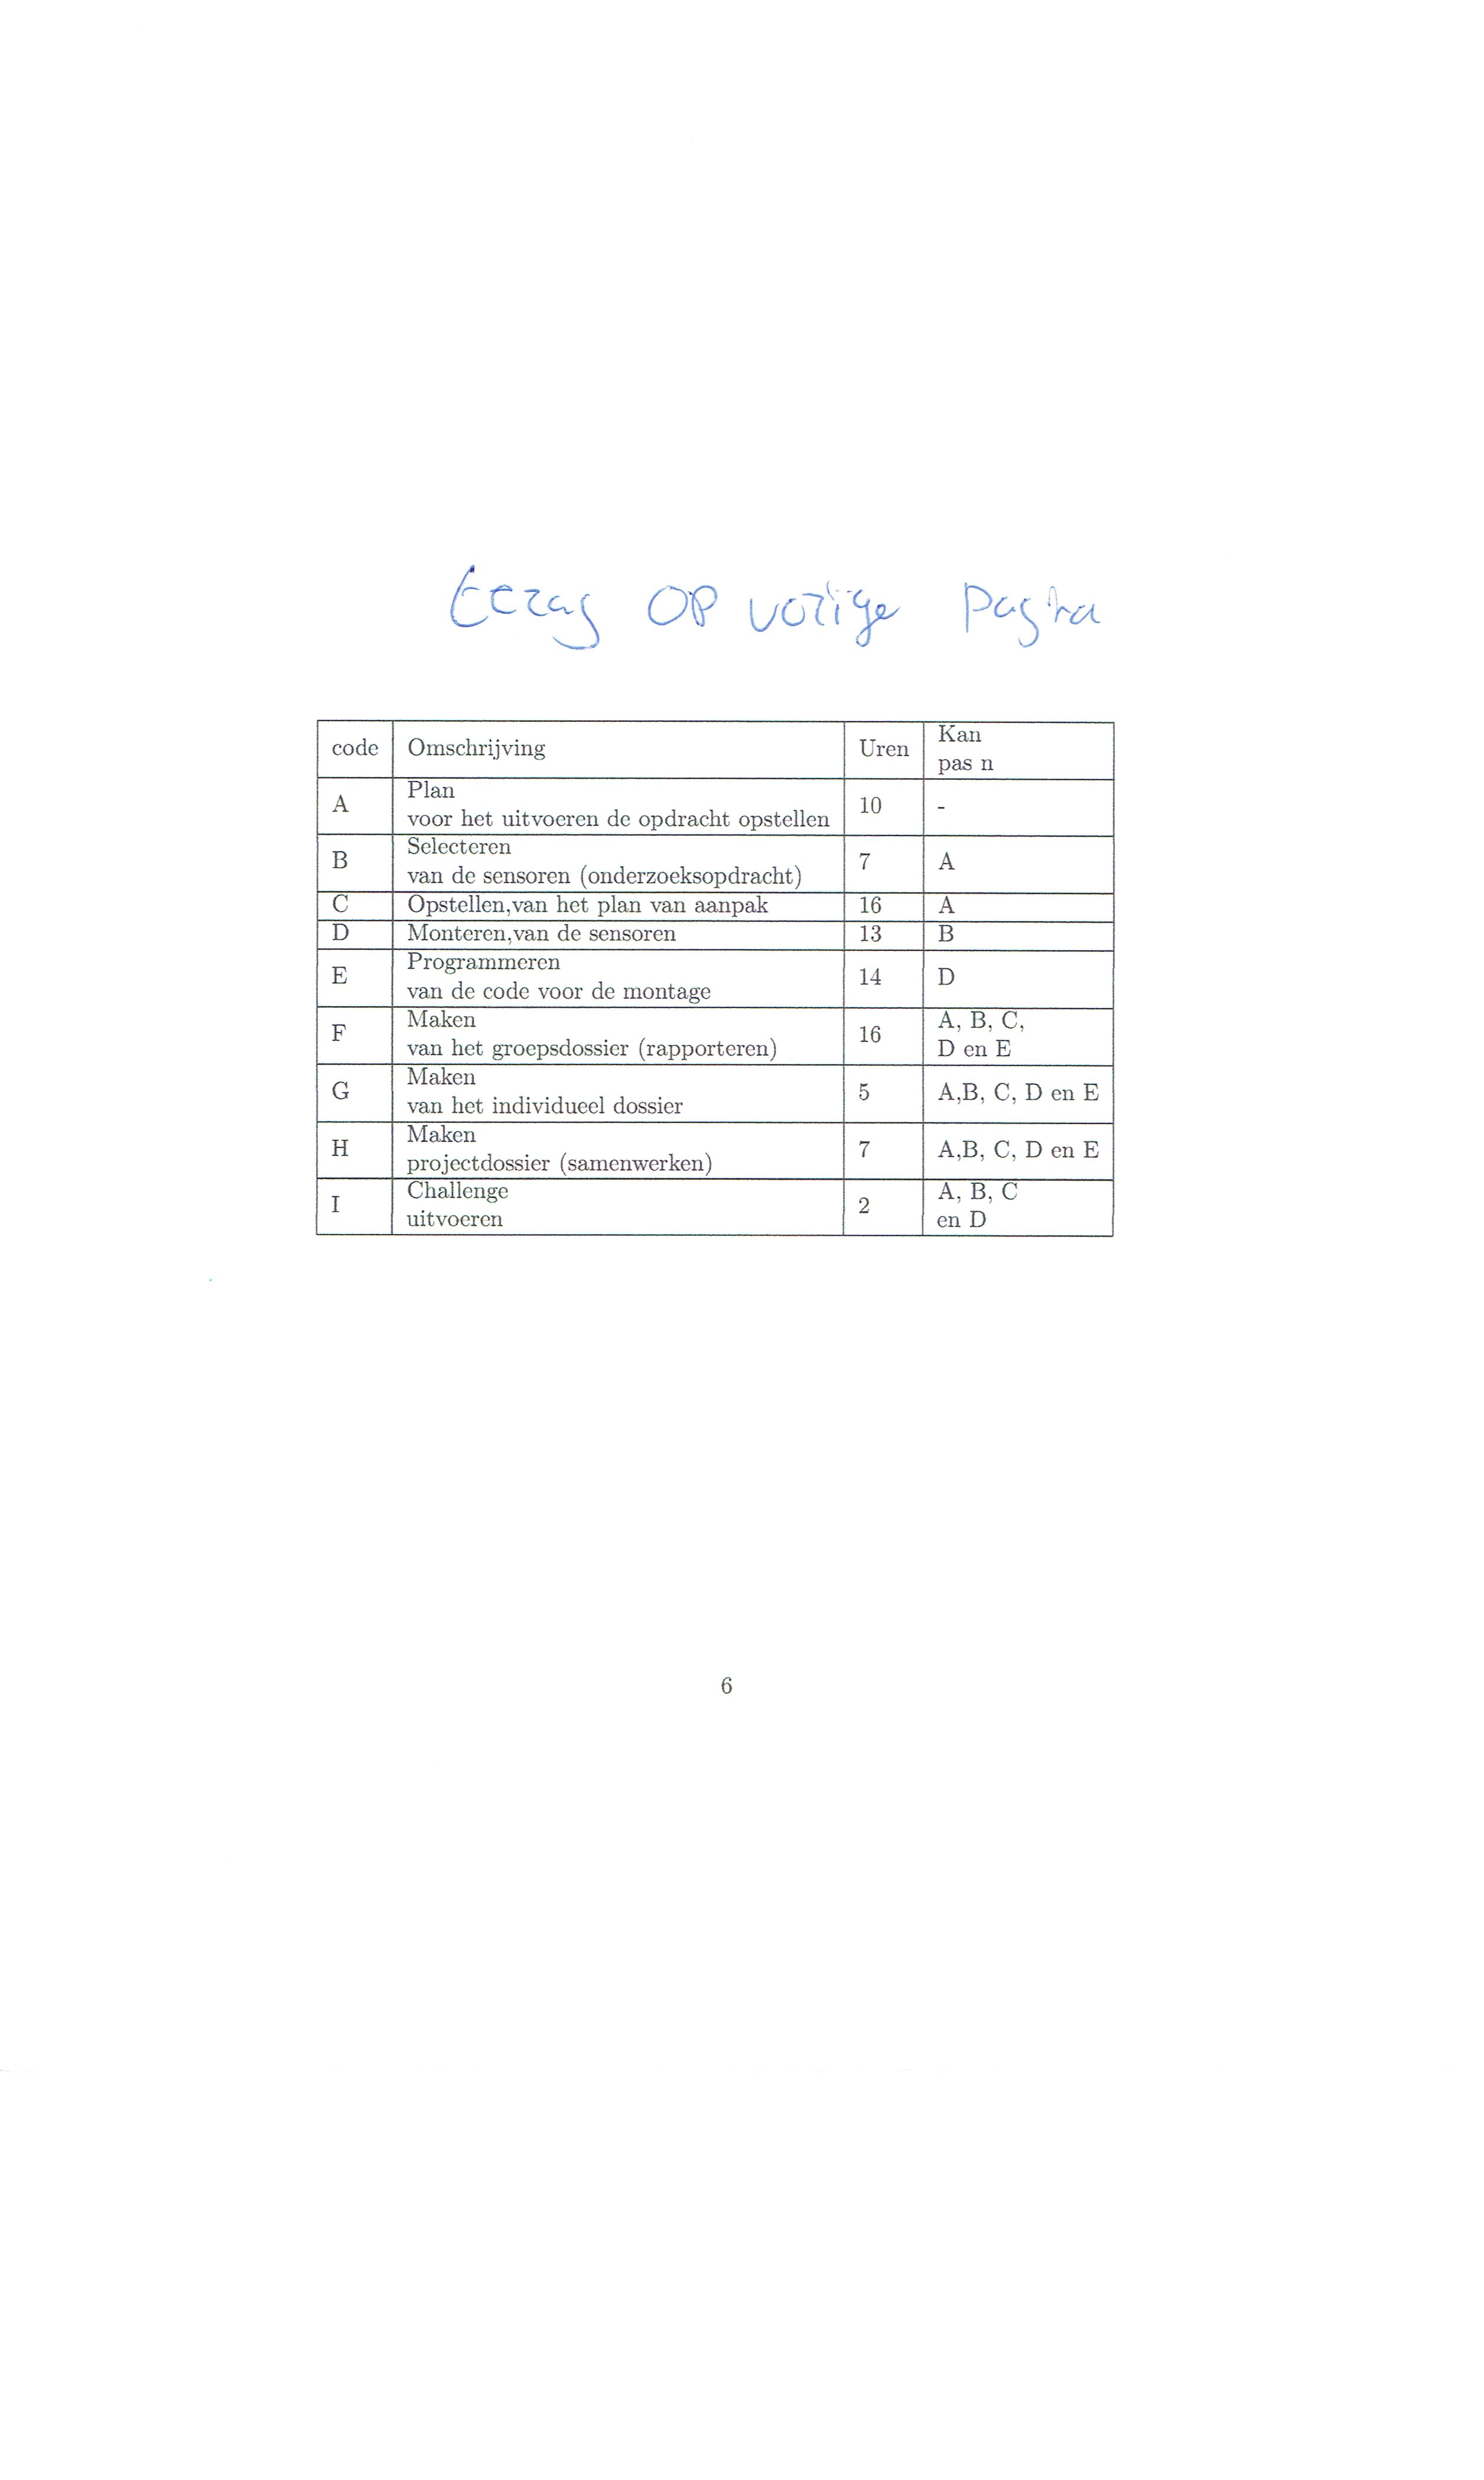 op vorige pagina
code Omschrijving Uren Kan
pas n
A Plan
voor het uitvoeren de opdracht opstellen 10 -
B Selecteren
van de sensoren (onderzoeksopdracht) 7 A
C Opstellen,van het plan van aanpak 16 A
D Monteren,van de sensoren 13 B
E Programmeren
van de code voor de montage 14 D
F Maken
van het groepsdossier (rapporteren) 16 A, B, C,
D en E
G Maken
van het individueel dossier 5 A,B, C, D en E
H Maken
projectdossier (samenwerken) 7 A,B, C, D en E
I Challenge
uitvoeren 2 A, B, C
en D
6